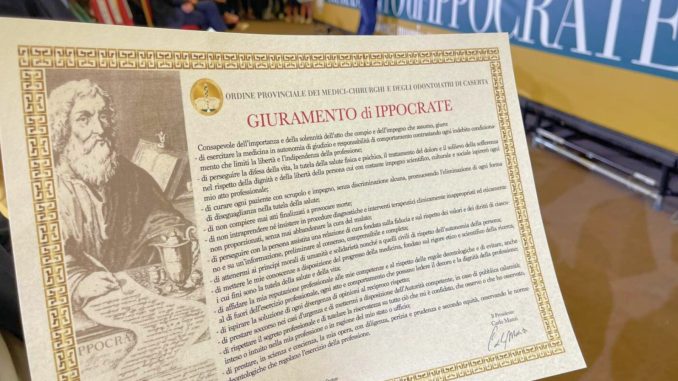 IPPOCRATE
ORDINE PROVINCIALE DEI MEDICI-CHIRURGHI E DEGLI ODONTOIATRI DI CASERTA
GIURAMENTO di IPPOCRATE
Consapevole dell'importanza e della solennità dell'atto che compio e dell'impegno che assumo, giuro:
- di esercitare la medicina in autonomia di giudizio e responsabilità di comportamento contrastando ogni indebito condiziona-
mento che limiti la libertà e l'indipendenza della professione;
- di perseguire la difesa della vita, la tutela della salute fisica e psichica, il trattamento del dolore e il sollievo della sofferenza
nel rispetto della dignità e della libertà della persona cui con costante impegno scientifico, culturale e sociale ispirerò ogni
mio atto professionale;
- di curare ogni paziente con scrupolo e impegno, senza discriminazione alcuna, promuovendo l'eliminazione di ogni forma
di diseguaglianza nella tutela della salute;
- di non compiere mai atti finalizzati a provocare morte;
- di non intraprendere né insistere in procedure diagnostiche e interventi terapeutici clinicamente inappropriati ed eticamente
non proporzionati, senza mai abbandonare la cura del malato;
- di perseguire con la persona assistita una relazione di cura fondata sulla fiducia e sul rispetto dei valori e dei diritti di ciascu-
no e su un'informazione, preliminare al consenso, comprensibile e completa;
- di attenermi ai principi morali di umanità e solidarietà nonché a quelli civili di rispetto dell'autonomia della persona;
- di mettere le mie conoscenze a disposizione del progresso della medicina, fondato sul rigore etico e scientifico della ricerca,
i cui fini sono la tutela della salute e della vita;
- di affidare la mia reputazione professionale alle mie competenze e al rispetto delle regole deontologiche e di evitare, anche
al di fuori dell'esercizio professionale, ogni atto e comportamento che possano ledere il decoro e la dignità della professione;
- di ispirare la soluzione di ogni divergenza di opinioni al reciproco rispetto;
- di prestare soccorso nei casi d'urgenza e di mettermi a disposizione dell'Autorità competente, in caso di pubblica calamità;
- di rispettare il segreto professionale e di tutelare la riservatezza su tutto ciò che mi è confidato, che osservo o che ho osservato,
inteso o intuito nella mia professione o in ragione del mio stato o ufficio;
- di prestare, in scienza e coscienza, la mia opera, con diligenza, perizia e prudenza e secondo equità, osservando le norme
deontologiche che regolano l'esercizio della professione.
Il Presidente
Carlo Manzi
IPPOCRA